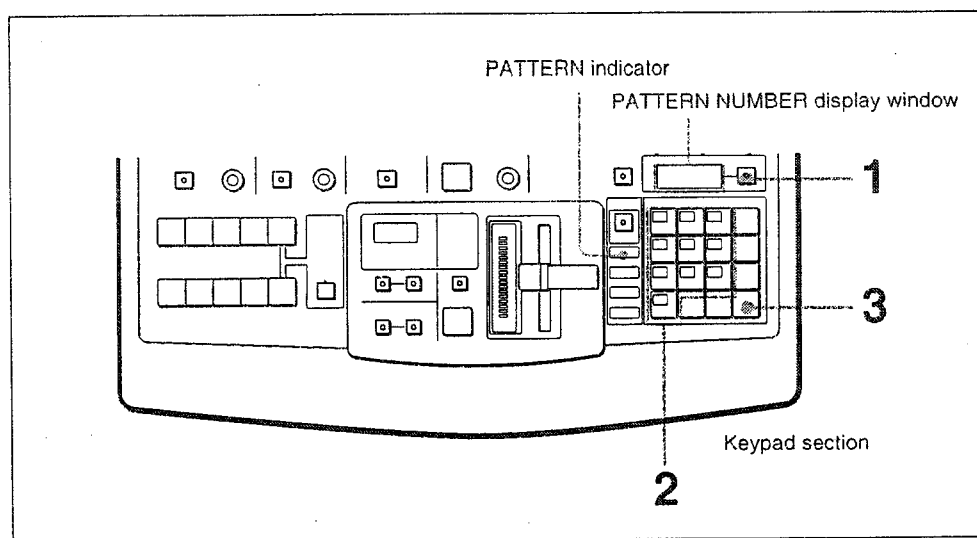 PATTERN indicator
PATTERN NUMBER display window
1
3
Keypad section
2